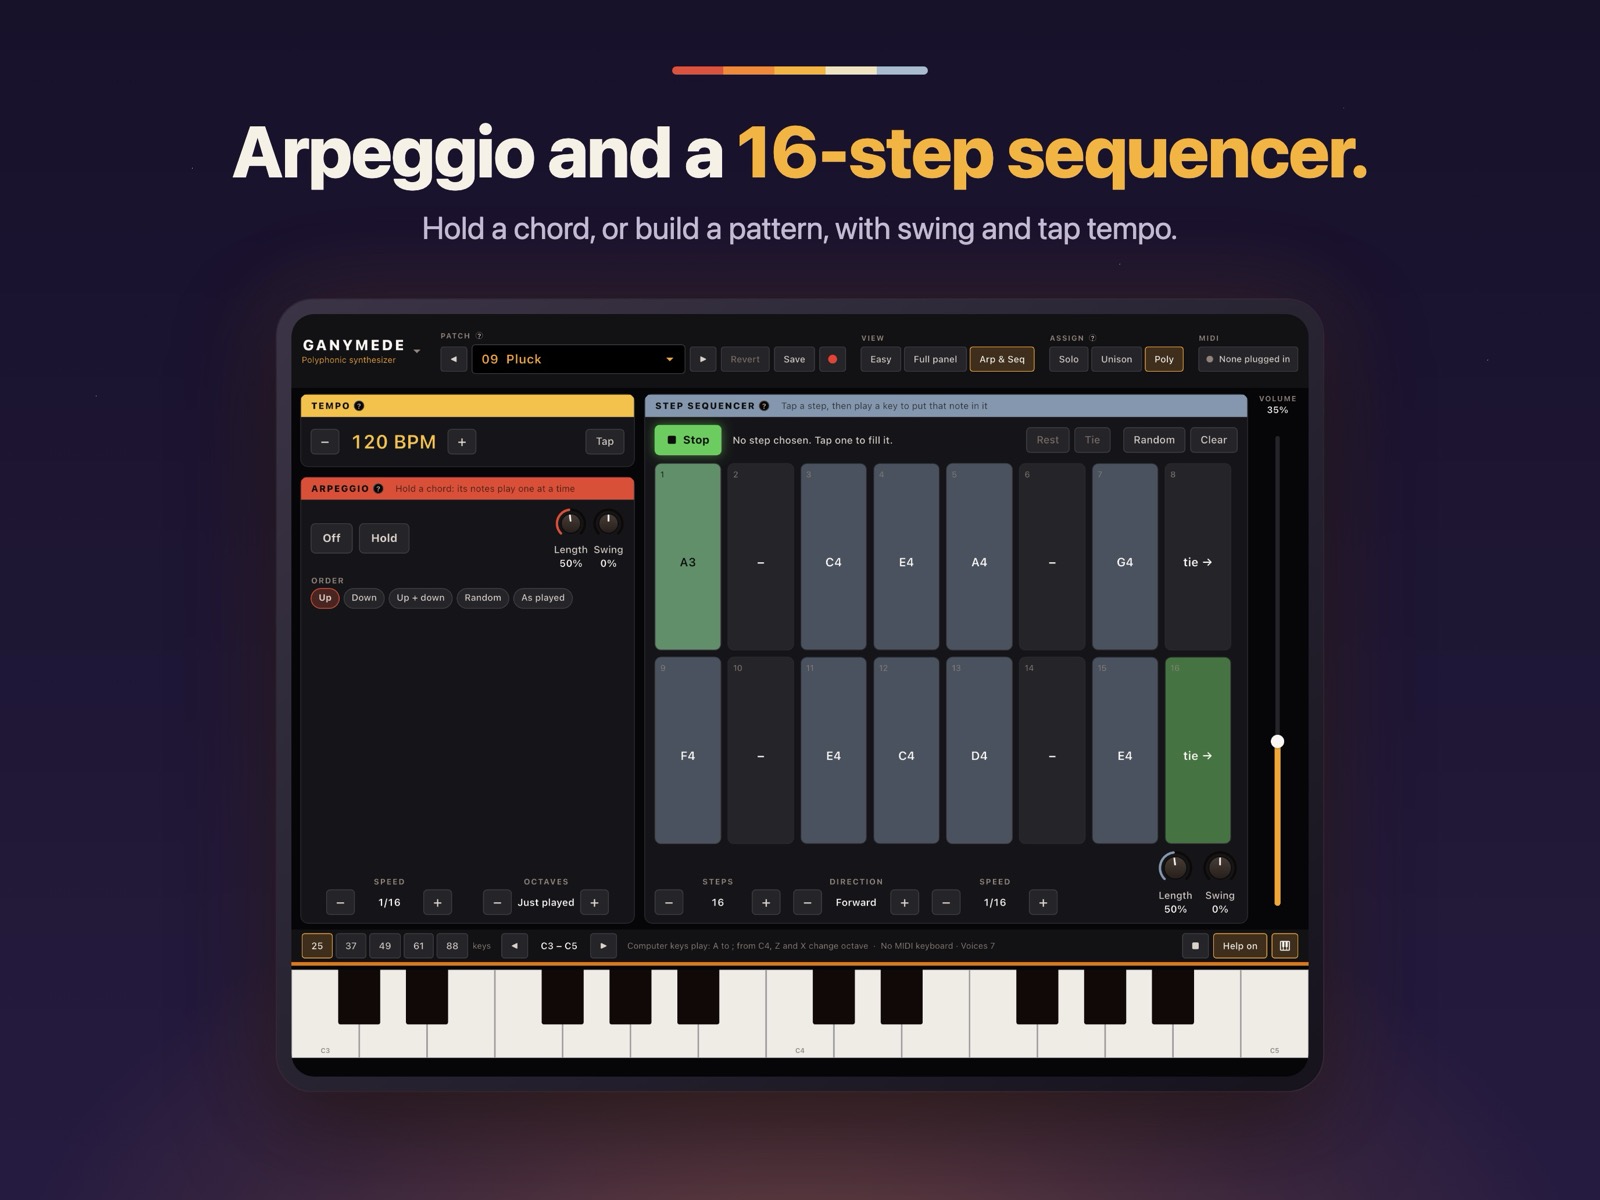 Arpeggio and a 16-step sequencer.
Hold a chord, or build a pattern, with swing and tap tempo.
GANYMEDE
Polyphonic synthesizer
PATCH ?
09 Pluck
Revert
Save
VIEW
Easy
Full panel
Arp & Seq
ASSIGN ?
Solo
Unison
Poly
MIDI
None plugged in
TEMPO ?
− 120 BPM +
Tap
ARPEGGIO ? Hold a chord: its notes play one at a time
Off
Hold
Length
50%
Swing
0%
ORDER
Up
Down
Up + down
Random
As played
SPEED
− 1/16 +
OCTAVES
− Just played +
STEP SEQUENCER ? Tap a step, then play a key to put that note in it
Stop
No step chosen. Tap one to fill it.
Rest
Tie
Random
Clear
1 2 3 4 5 6 7 8
A3 – C4 E4 A4 – G4 tie →
9 10 11 12 13 14 15 16
F4 – E4 C4 D4 – E4 tie →
STEPS
− 16 +
DIRECTION
− Forward +
SPEED
− 1/16 +
Length
50%
Swing
0%
VOLUME
35%
25 37 49 61 88 keys
C3 – C5
Computer keys play: A to ; from C4, Z and X change octave · No MIDI keyboard · Voices 7
Help on
C3 C4 C5